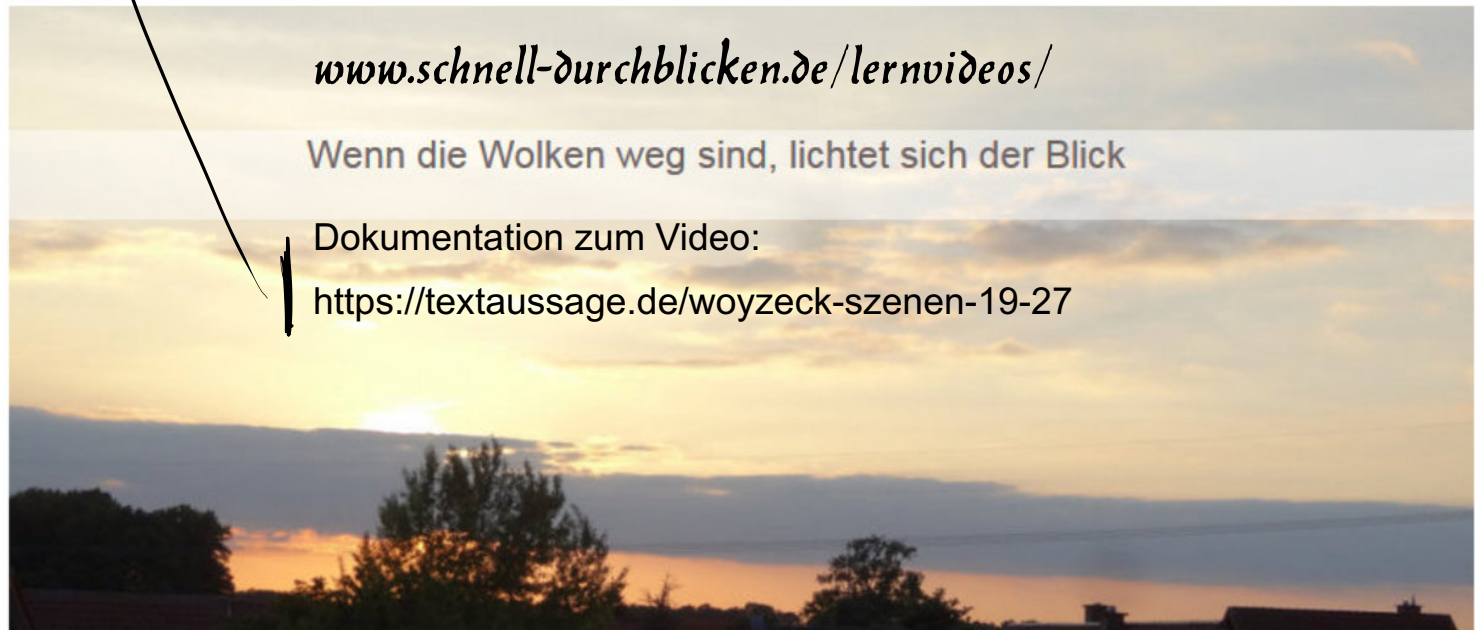 www.schnell-durchblicken.de/lernvideos/
Wenn die Wolken weg sind, lichtet sich der Blick
Dokumentation zum Video:
https://textaussage.de/woyzeck-szenen-19-27